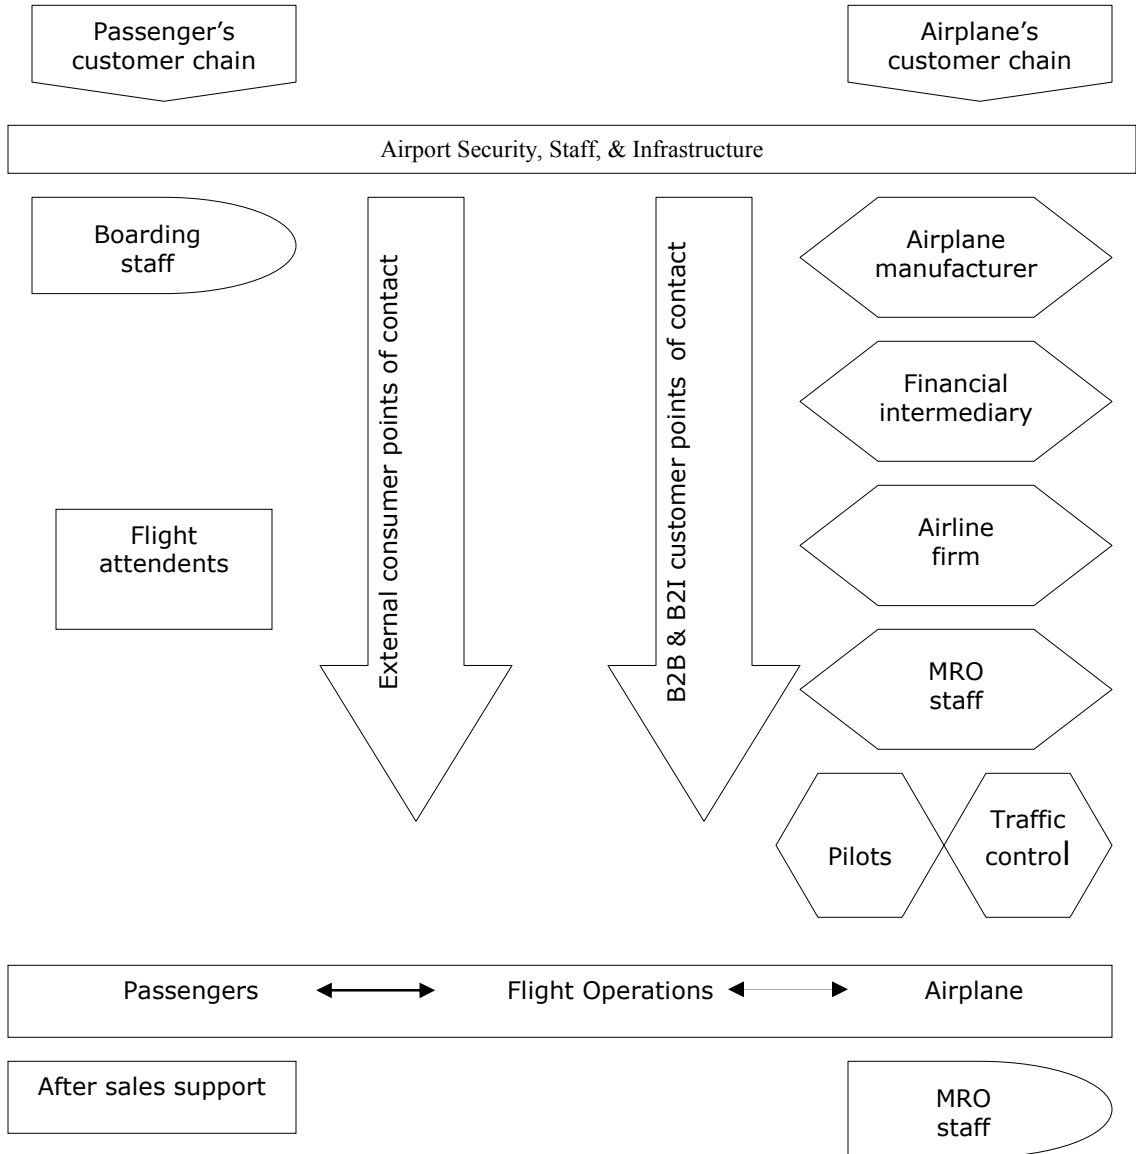 Passenger’s
customer chain
Airplane’s
customer chain
Airport Security, Staff, & Infrastructure
Boarding
staff
External consumer points of contact
B2B & B2I customer points  of contact
Airplane
manufacturer
Financial
intermediary
Flight
attendents
Airline
firm
MRO
staff
Pilots
Traffic
control
Passengers
Flight Operations
Airplane
After sales support
MRO
staff